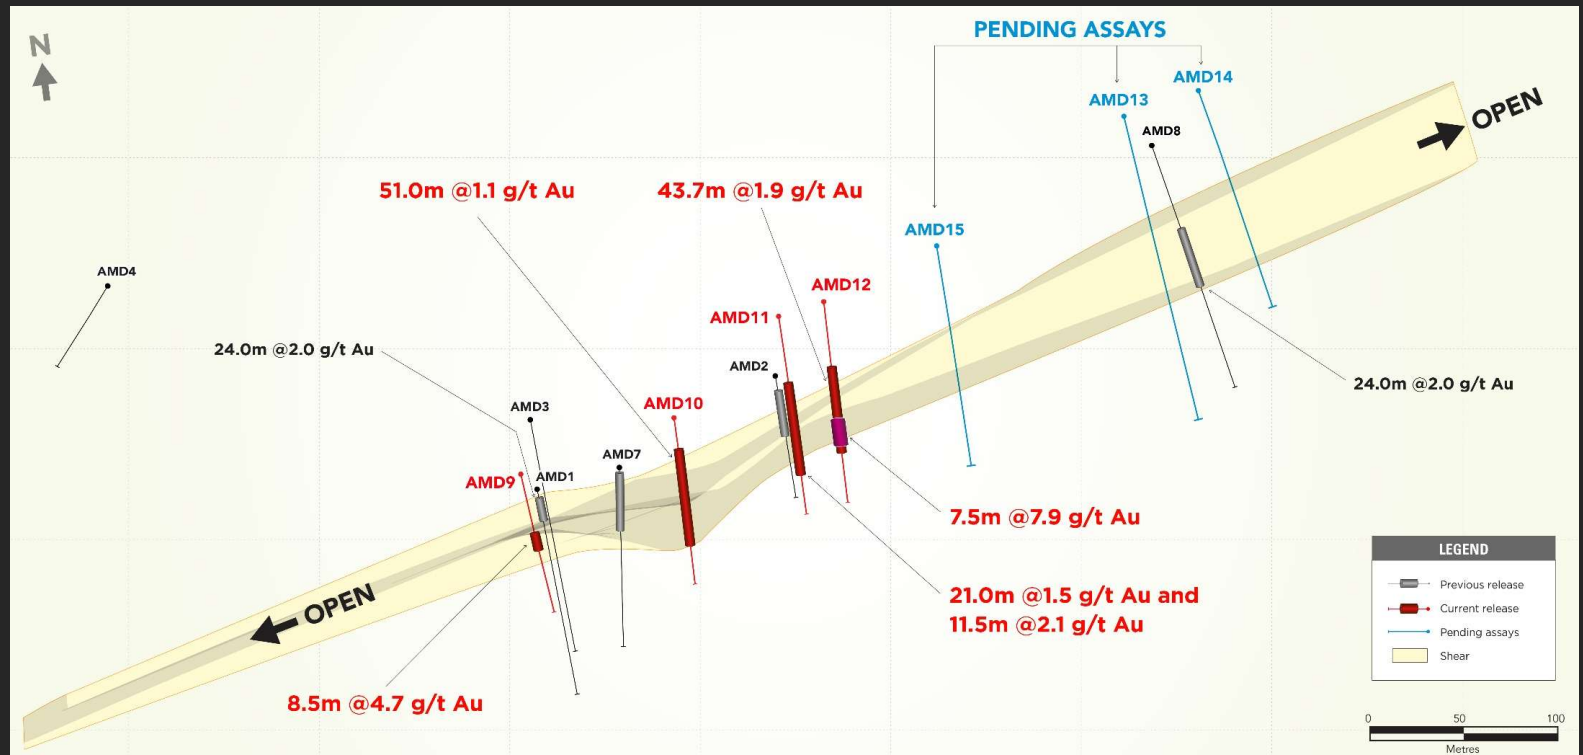 PENDING ASSAYS
N
AMD14
AMD13
OPEN
AMD8
51.0m @1.1 g/t Au
43.7m @1.9 g/t Au
AMD15
AMD4
AMD12
AMD11
24.0m @2.0 g/t Au
AMD2
24.0m @2.0 g/t Au
AMD3
AMD10
AMD7
AMD9
AMD1
7.5m @7.9 g/t Au
OPEN
21.0m @1.5 g/t Au and
11.5m @2.1 g/t Au
8.5m @4.7 g/t Au
LEGEND
Previous release
Current release
Pending assays
Shear
0 50 100
Metres